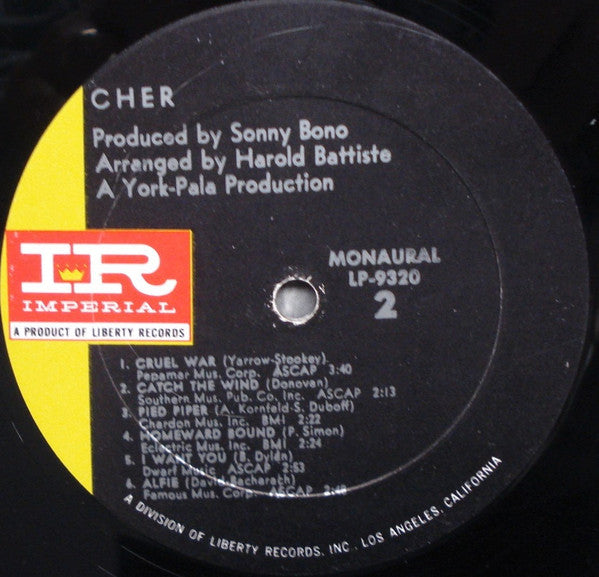 CHER
Produced by Sonny Bono
Arranged by Harold Battiste
A York-Pala Production
IR
IMPERIAL
A PRODUCT OF LIBERTY RECORDS
MONAURAL
LP-9320
2
1. CRUEL WAR (Yarrow-Stookey)
Pepamar Mus. Corp. ASCAP 3:40
2. CATCH THE WIND (Donovan)
Southern Mus. Pub. Co. Inc. ASCAP 2:13
3. PIED PIPER (A. Kornfeld-S. Duboff)
Chardon Mus. Inc. BMI 2:22
4. HOMEWARD BOUND (P. Simon)
Eclectric Mus. Inc. BMI 2:24
5. I WANT YOU (B. Dylan)
Dwarf Music ASCAP 2:53
6. ALFIE (David-Bacharach)
Famous Mus. Corp. ASCAP
A DIVISION OF LIBERTY RECORDS, INC., LOS ANGELES, CALIFORNIA